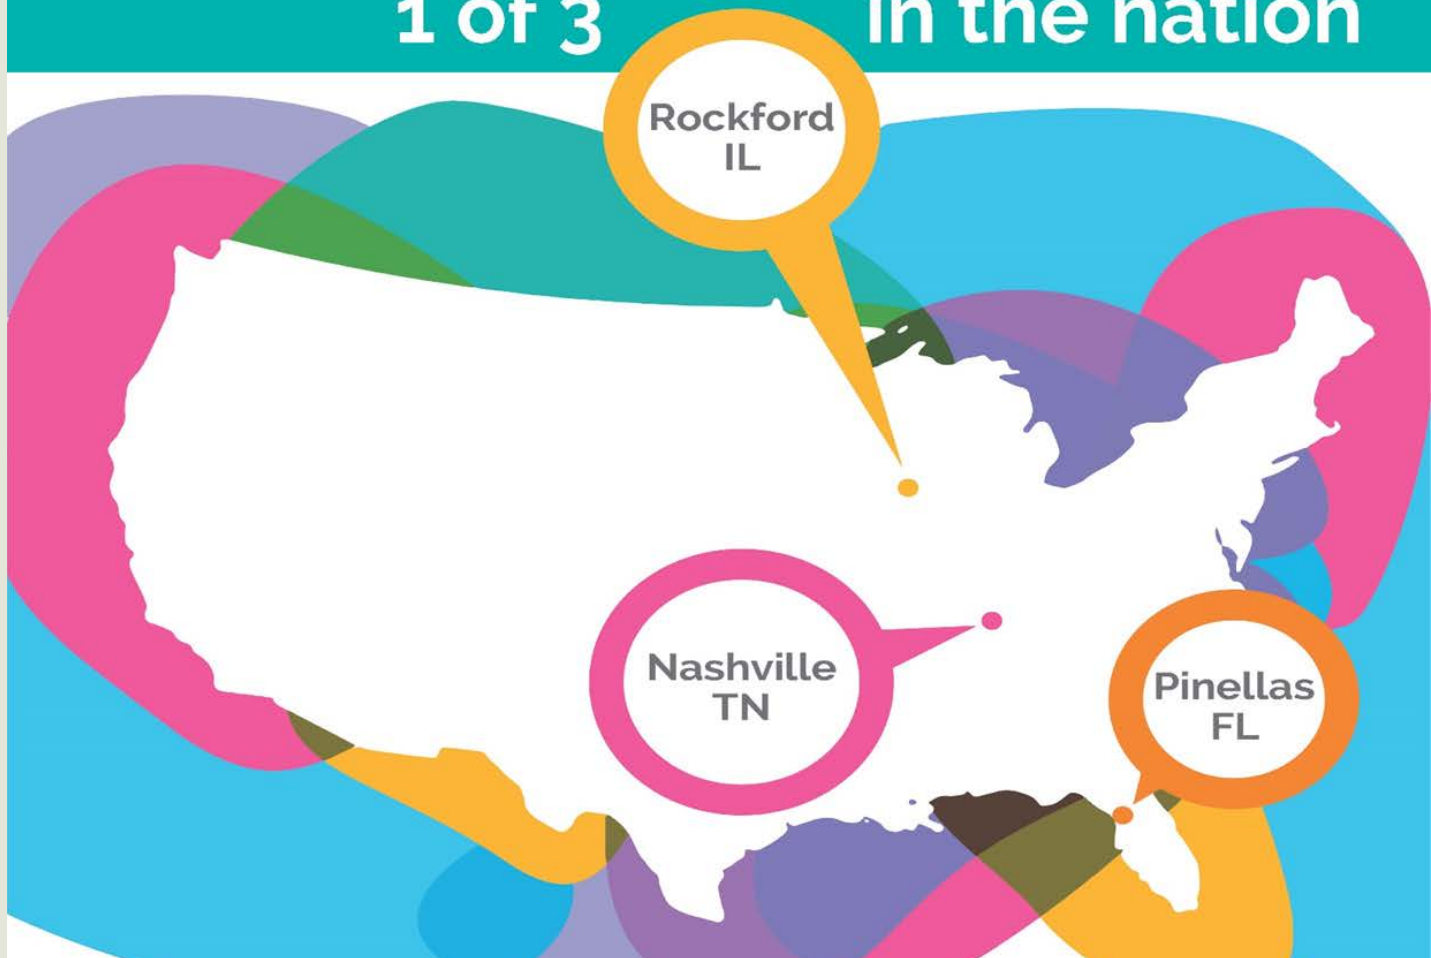 1 of 3 in the nation
Rockford
IL
Nashville
TN
Pinellas
FL